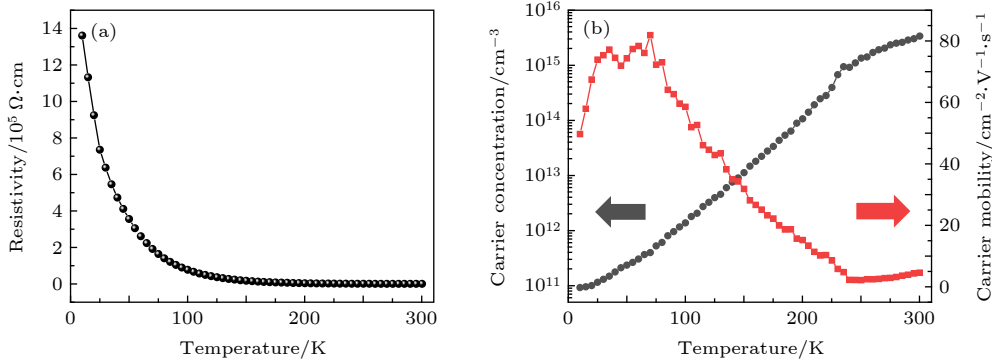 (a)
Resistivity/10⁵ Ω·cm
14
12
10
8
6
4
2
0
0 100 200 300
Temperature/K
(b)
Carrier concentration/cm⁻³
10¹⁶
10¹⁵
10¹⁴
10¹³
10¹²
10¹¹
0 100 200 300
Temperature/K
80
60
40
20
0
Carrier mobility/cm⁻²·V⁻¹·s⁻¹